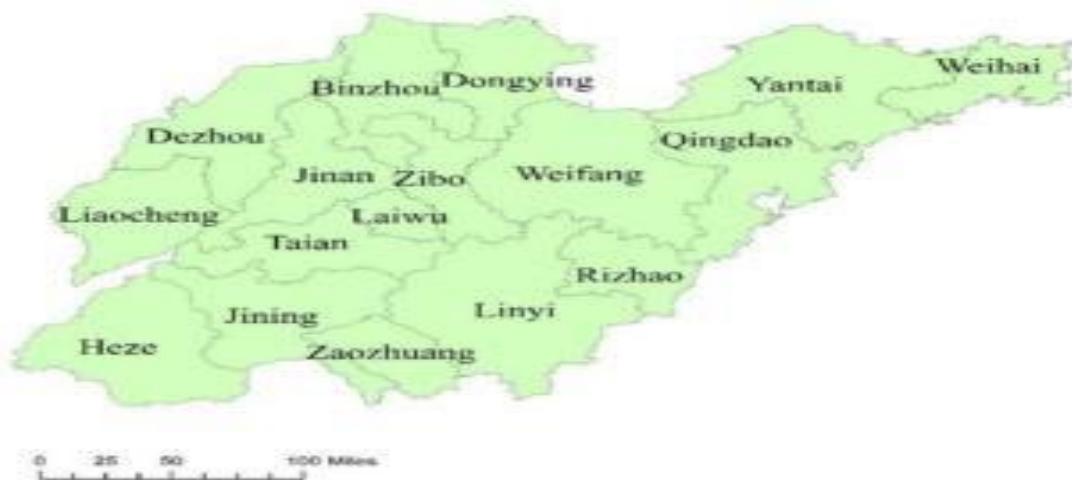 Weihai
Yantai
Binzhou
Dongying
Dezhou
Qingdao
Jinan
Zibo
Weifang
Liaocheng
Laiwu
Taian
Rizhao
Jining
Linyi
Heze
Zaozhuang
0 25 50 100 Miles